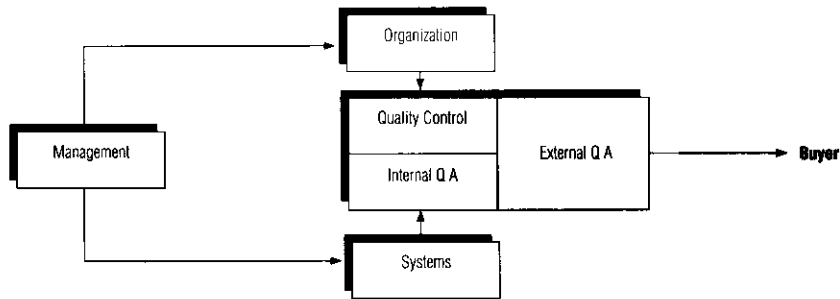 Organization
Quality Control
Management
External Q A
Buyer
Internal Q A
Systems